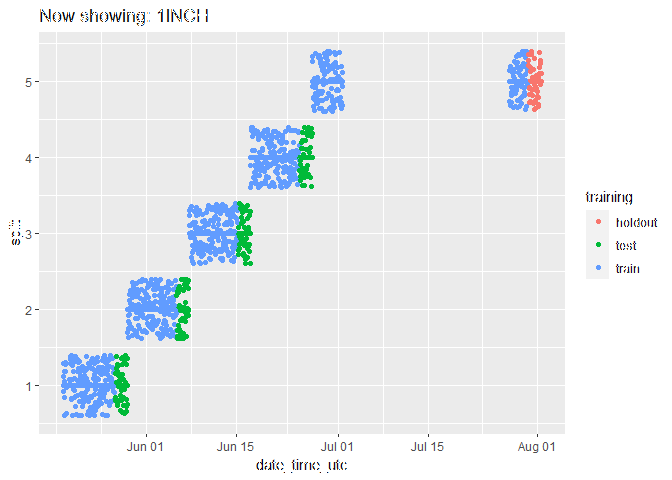 Now showing: 1INCH
split
5
4
3
2
1
Jun 01 Jun 15 Jul 01 Jul 15 Aug 01
date_time_utc
training
holdout
test
train